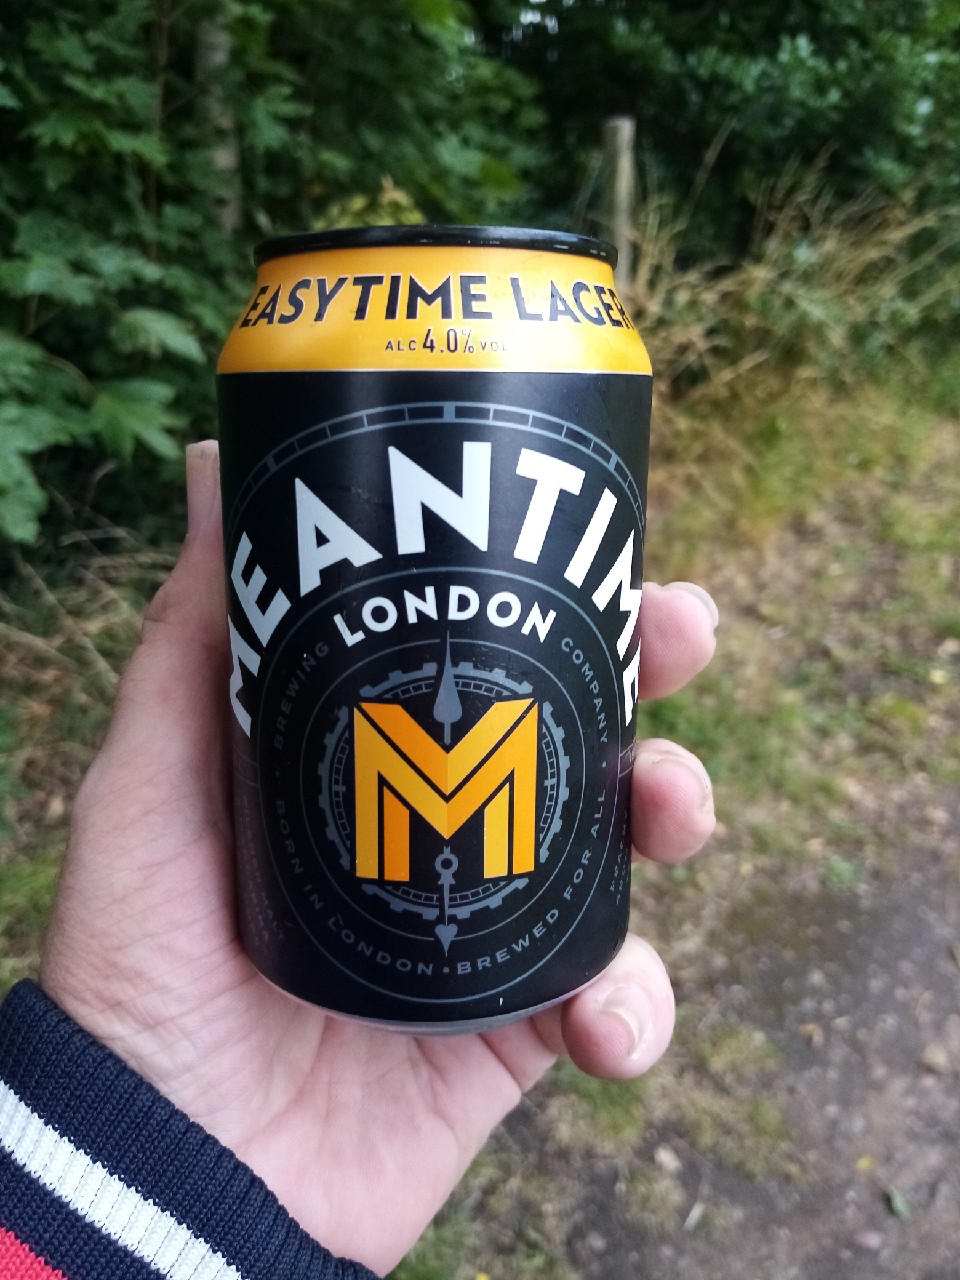 EASYTIME LAGER
ALC 4.0% VOL
MEANTIME
LONDON
BREWING COMPANY
M
BORN IN LONDON • BREWED FOR ALL